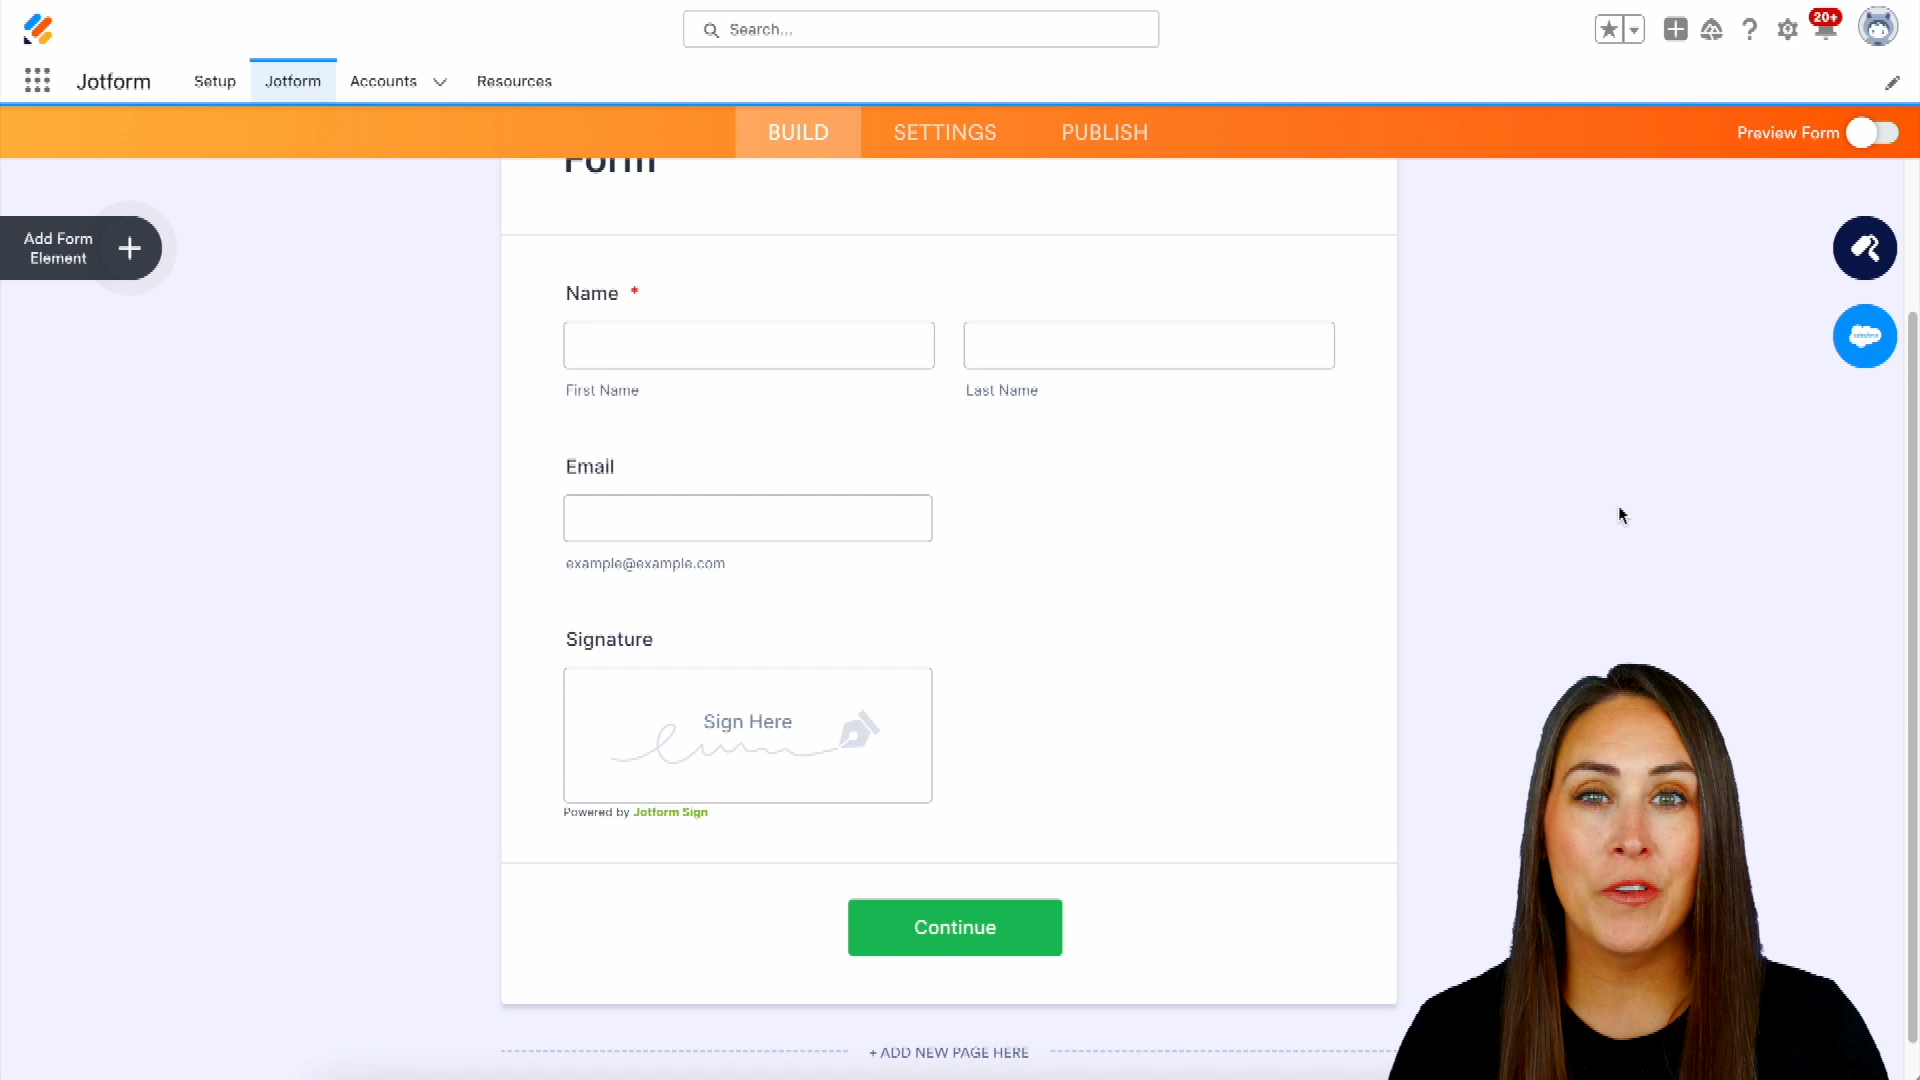 Search...
20+
Jotform
Setup
Jotform
Accounts
Resources
BUILD
SETTINGS
PUBLISH
Preview Form
Form
Add Form
Element
Name *
First Name
Last Name
Email
example@example.com
Signature
Sign Here
Powered by Jotform Sign
Continue
+ ADD NEW PAGE HERE